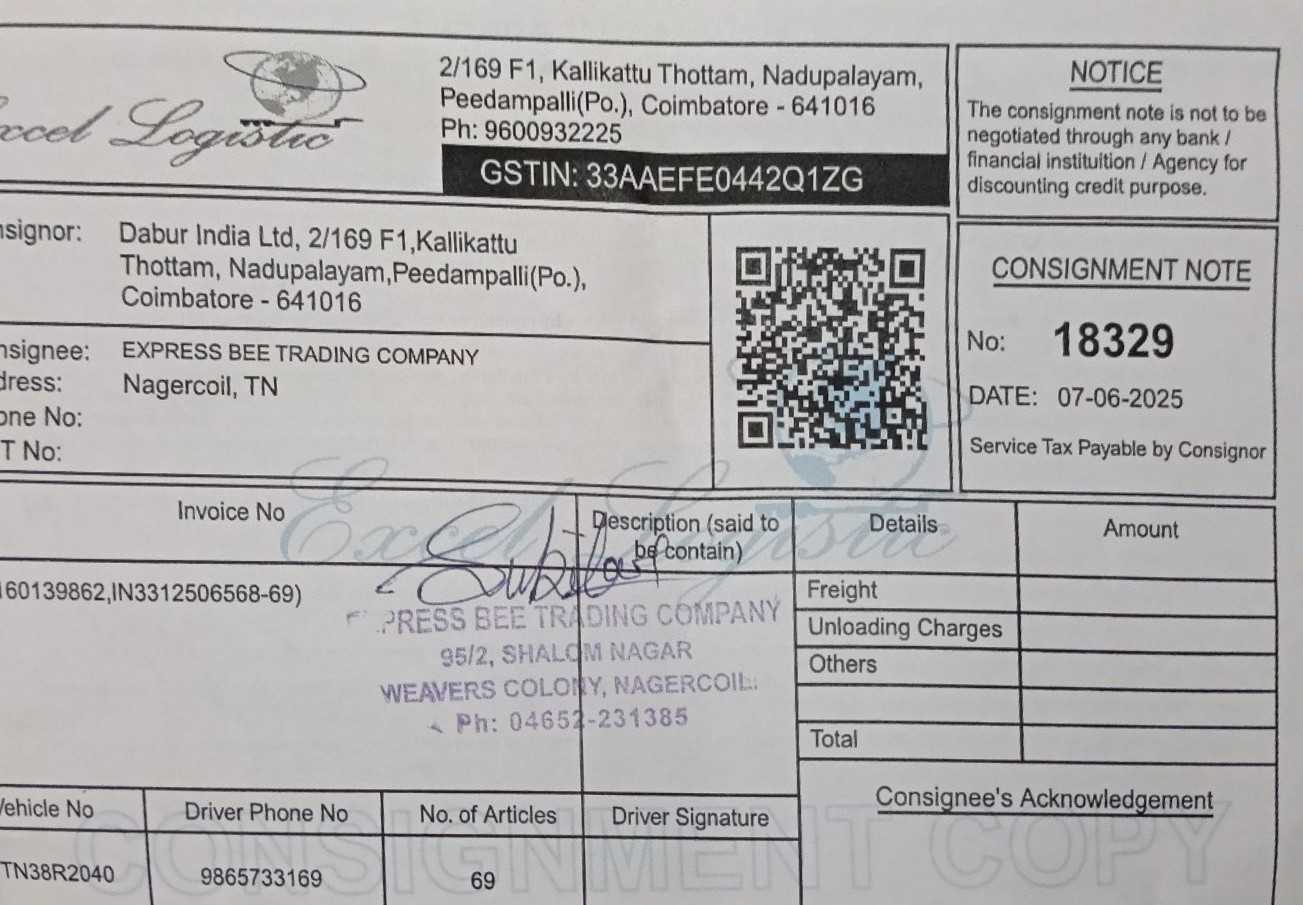 Excel Logistic
2/169 F1, Kallikattu Thottam, Nadupalayam,
Peedampalli(Po.), Coimbatore - 641016
Ph: 9600932225
GSTIN: 33AAEFE0442Q1ZG
NOTICE
The consignment note is not to be
negotiated through any bank /
financial instituition / Agency for
discounting credit purpose.
nsignor: Dabur India Ltd, 2/169 F1,Kallikattu
Thottam, Nadupalayam,Peedampalli(Po.),
Coimbatore - 641016
CONSIGNMENT NOTE
No: 18329
DATE: 07-06-2025
Service Tax Payable by Consignor
nsignee: EXPRESS BEE TRADING COMPANY
dress: Nagercoil, TN
one No:
T No:
Excel Logistic
Invoice No Description (said to be contain) Details Amount
160139862,IN3312506568-69)
PRESS BEE TRADING COMPANY
95/2, SHALOM NAGAR
WEAVERS COLONY, NAGERCOIL.
Ph: 04652-231385
Freight
Unloading Charges
Others
Total
Consignee's Acknowledgement
Vehicle No Driver Phone No No. of Articles Driver Signature
TN38R2040 9865733169 69
CONSIGNMENT COPY